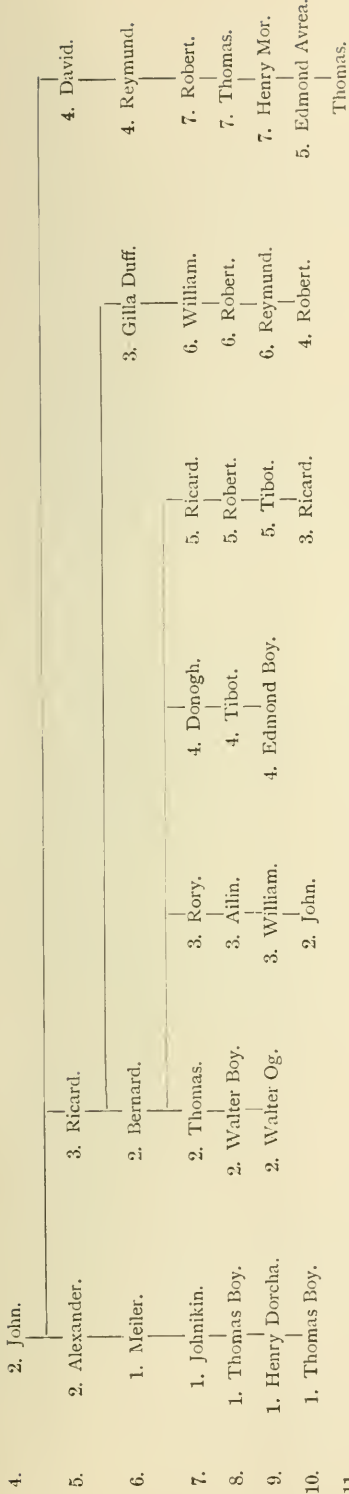 4. 2. John.
5. 2. Alexander. 3. Ricard. 4. David.
6. 1. Meiler. 2. Bernard. 3. Gilla Duff. 4. Reymund.
7. 1. Johnikin. 2. Thomas. 3. Rory. 4. Donogh. 5. Ricard. 6. William. 7. Robert.
8. 1. Thomas Boy. 2. Walter Boy. 3. Ailin. 4. Tibot. 5. Robert. 6. Robert. 7. Thomas.
9. 1. Henry Dorcha. 2. Walter Og. 3. William. 4. Edmond Boy. 5. Tibot. 6. Reymund. 7. Henry Mor.
10. 1. Thomas Boy. 2. John. 3. Ricard. 4. Robert. 5. Edmond Avrea.
11. Thomas.